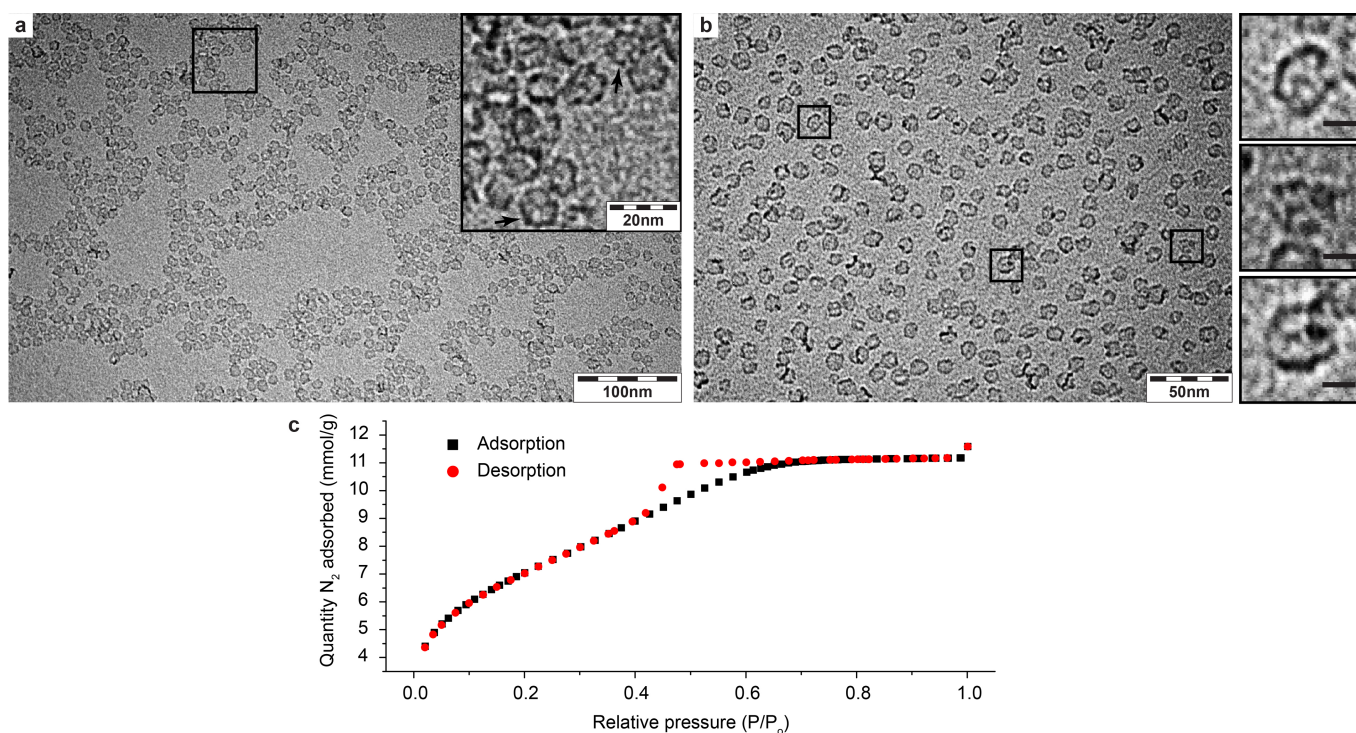 a
20nm
100nm
b
50nm
c
12
11
10
9
8
7
6
5
4
Quantity N₂ adsorbed (mmol/g)
Adsorption
Desorption
0.0 0.2 0.4 0.6 0.8 1.0
Relative pressure (P/Pₒ)